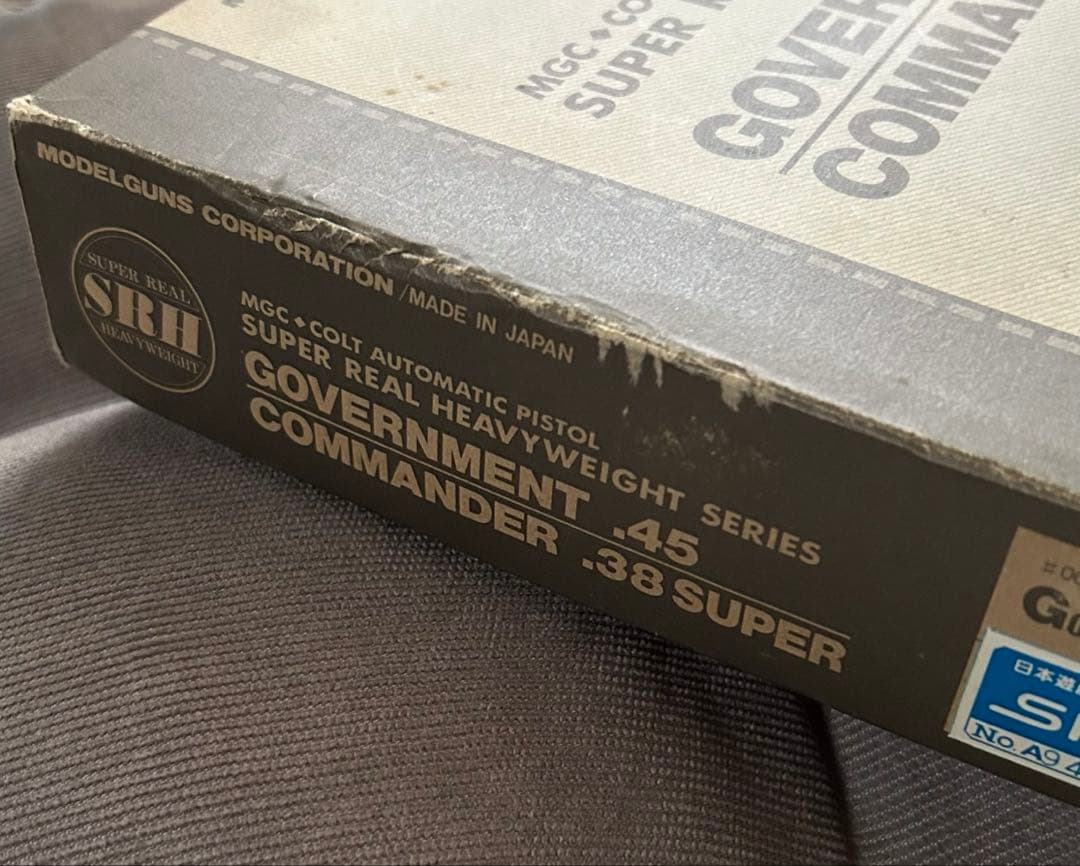 MGC◆CO
SUPER
GOVER
COMMA
MODELGUNS CORPORATION/MADE IN JAPAN
SUPER REAL
SRH
HEAVYWEIGHT
MGC◆COLT AUTOMATIC PISTOL
SUPER REAL HEAVYWEIGHT SERIES
GOVERNMENT .45
COMMANDER .38 SUPER
日本遊
No. A94